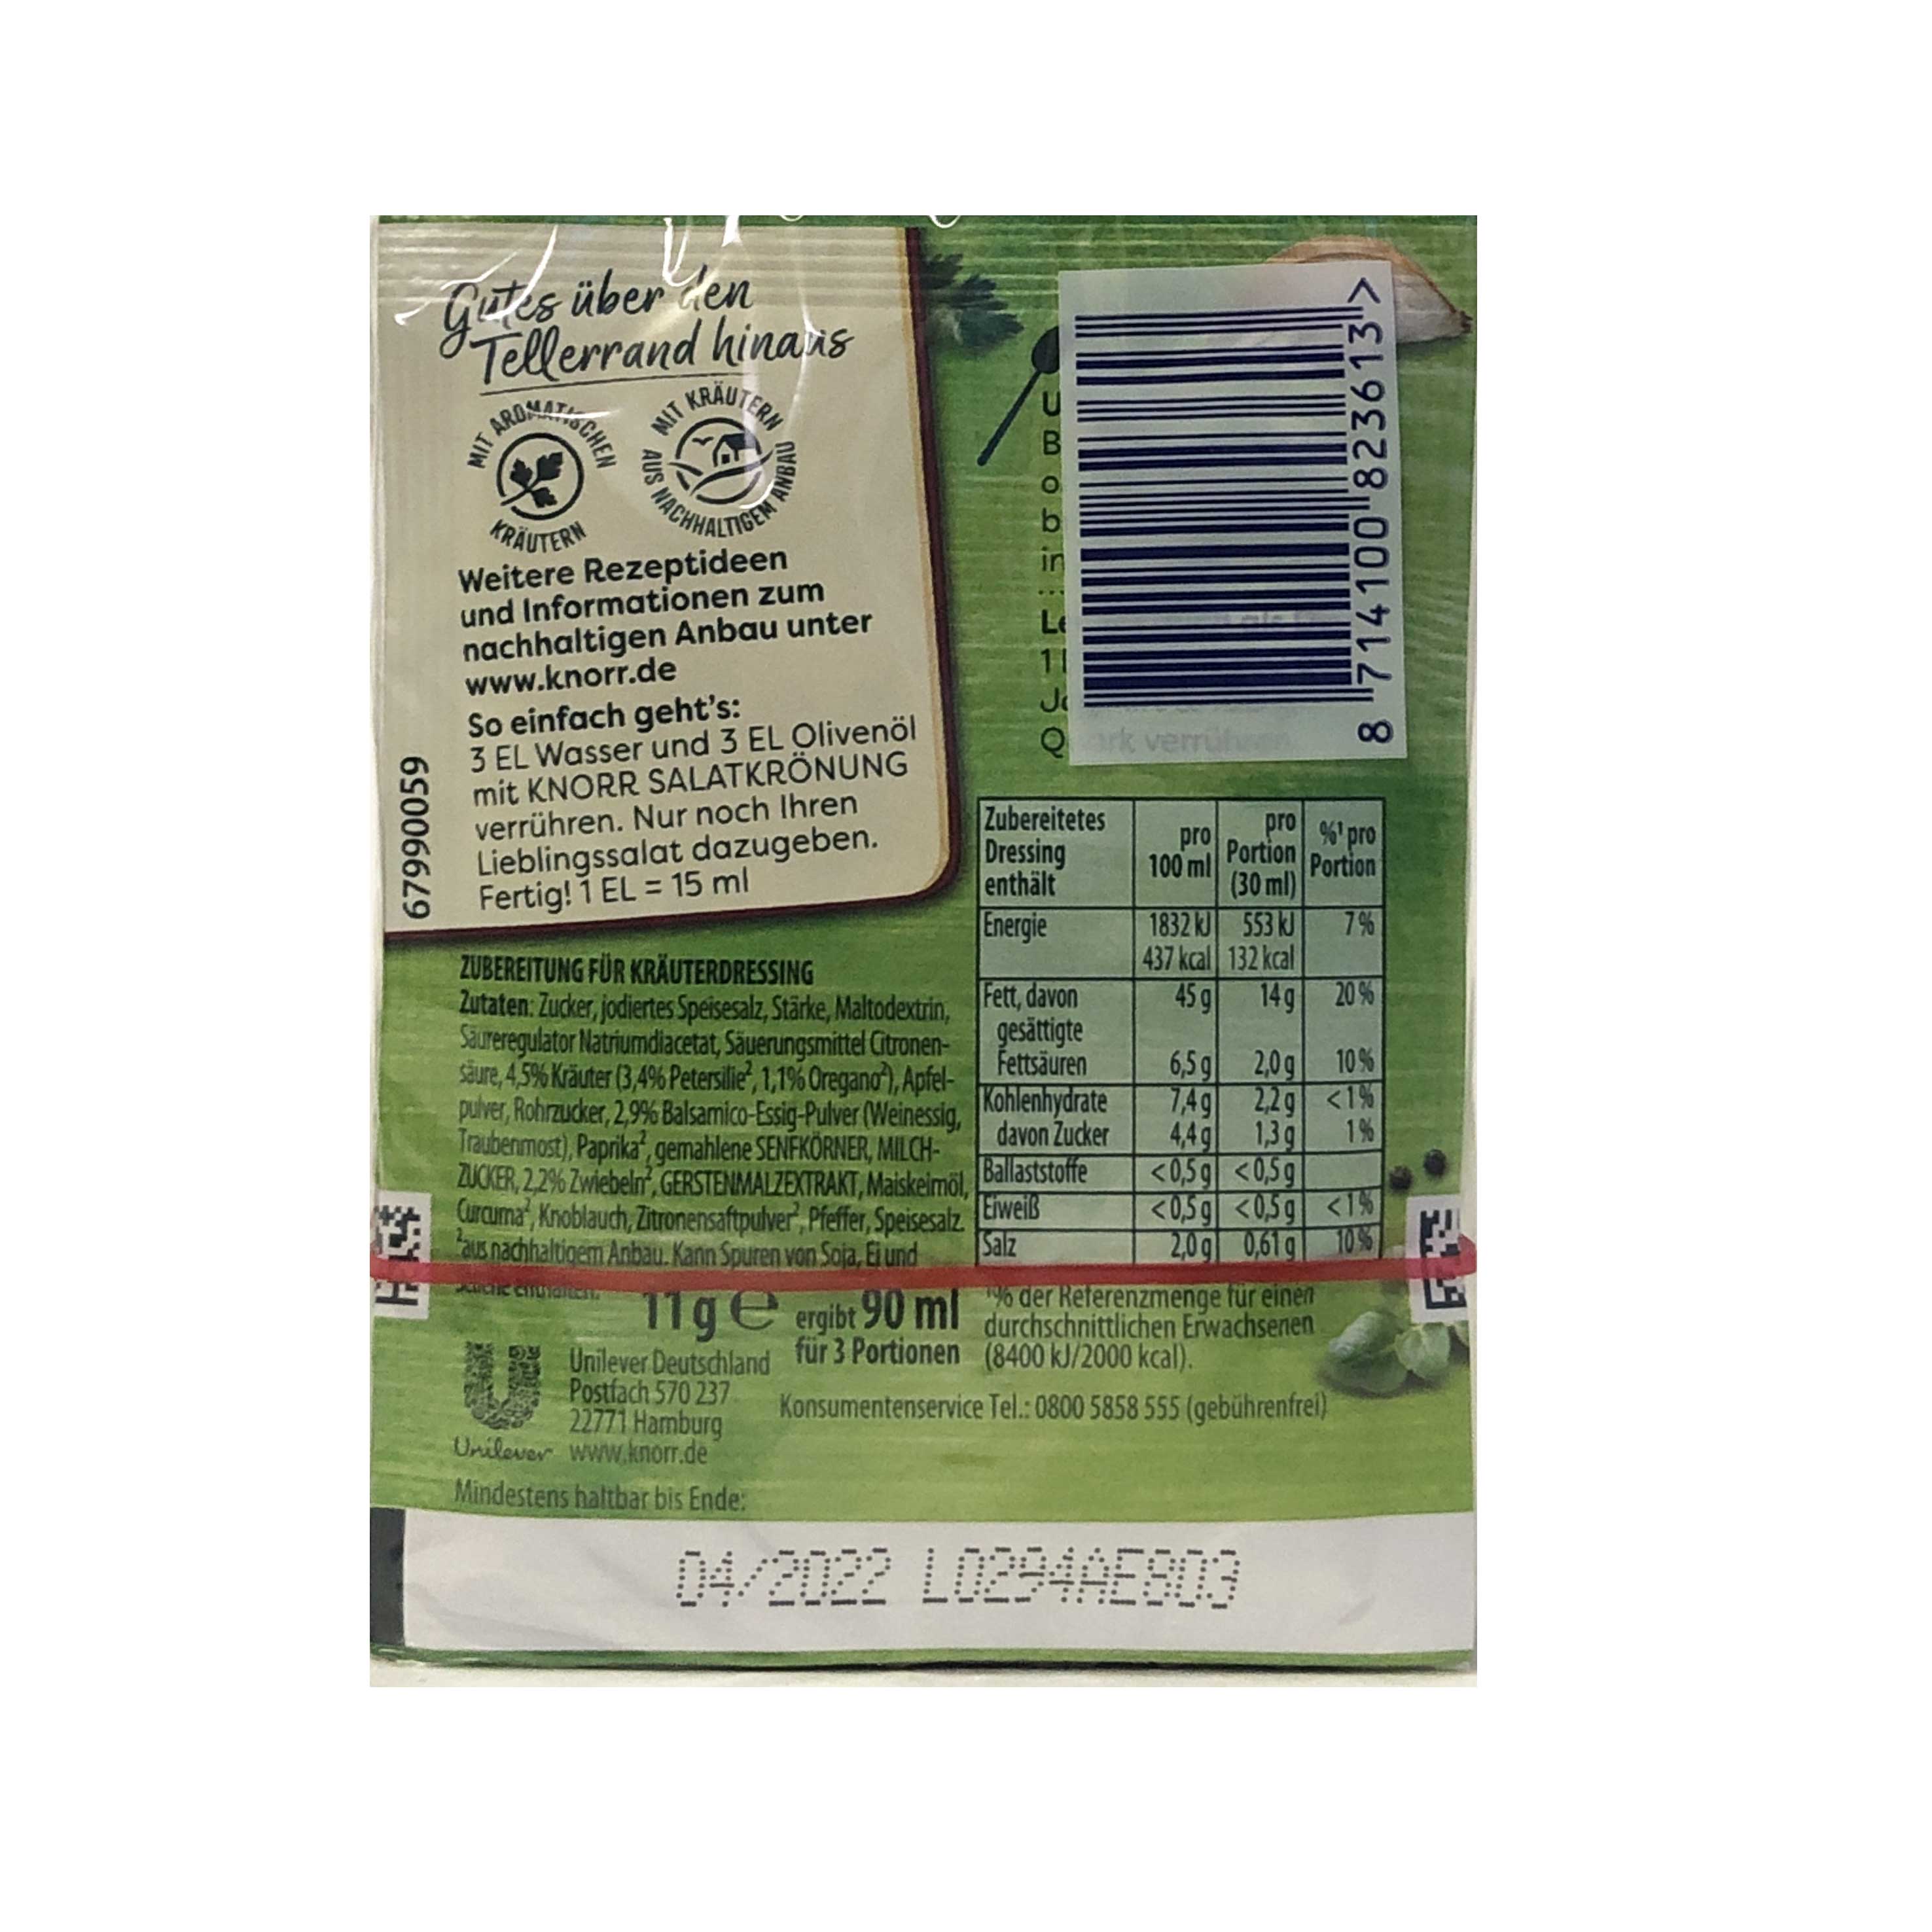 Gutes über den
Tellerrand hinaus
MIT AROMATISCHEN
KRÄUTERN
MIT KRÄUTERN
AUS NACHHALTIGEM ANBAU
Weitere Rezeptideen
und Informationen zum
nachhaltigen Anbau unter
www.knorr.de
So einfach geht's:
3 EL Wasser und 3 EL Olivenöl
mit KNORR SALATKRÖNUNG
verrühren. Nur noch Ihren
Lieblingssalat dazugeben.
Fertig! 1 EL = 15 ml
67990059
8 714100 823613 >
ZUBEREITUNG FÜR KRÄUTERDRESSING
Zutaten: Zucker, jodiertes Speisesalz, Stärke, Maltodextrin,
Säureregulator Natriumdiacetat, Säuerungsmittel Citronen-
säure, 4,5% Kräuter (3,4% Petersilie², 1,1% Oregano²), Apfel-
pulver, Rohrzucker, 2,9% Balsamico-Essig-Pulver (Weinessig,
Traubenmost), Paprika², gemahlene SENFKÖRNER, MILCH-
ZUCKER, 2,2% Zwiebeln², GERSTENMALZEXTRAKT, Maiskeimöl,
Curcuma², Knoblauch, Zitronensaftpulver², Pfeffer, Speisesalz.
²aus nachhaltigem Anbau. Kann Spuren von Soja, Ei und
Sellerie enthalten.
Zubereitetes Dressing enthält pro 100 ml pro Portion (30 ml) %¹ pro Portion
Energie 1832 kJ 553 kJ 7%
437 kcal 132 kcal
Fett, davon 45 g 14 g 20%
gesättigte
Fettsäuren 6,5 g 2,0 g 10%
Kohlenhydrate 7,4 g 2,2 g <1%
davon Zucker 4,4 g 1,3 g 1%
Ballaststoffe <0,5 g <0,5 g
Eiweiß <0,5 g <0,5 g <1%
Salz 2,0 g 0,61 g 10%
¹% der Referenzmenge für einen
durchschnittlichen Erwachsenen
(8400 kJ/2000 kcal).
11 g e ergibt 90 ml
für 3 Portionen
Unilever
Unilever Deutschland
Postfach 570 237
22771 Hamburg
www.knorr.de
Konsumentenservice Tel.: 0800 5858 555 (gebührenfrei)
Mindestens haltbar bis Ende:
04/2022 L0294AE803